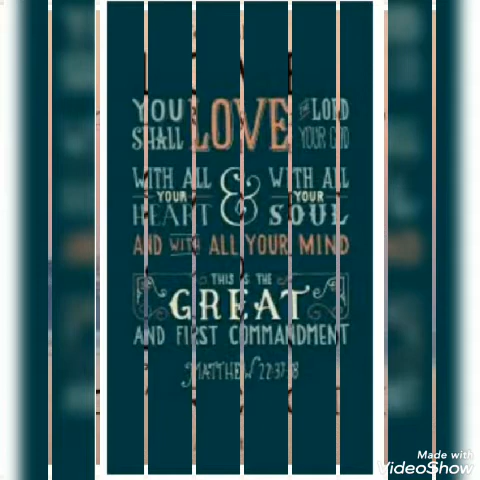 YOU SHALL LOVE THE LORD YOUR GOD
WITH ALL YOUR HEART & WITH ALL YOUR SOUL
AND WITH ALL YOUR MIND
THIS IS THE
GREAT
AND FIRST COMMANDMENT
MATTHEW 22:37-38
Made with
VideoShow